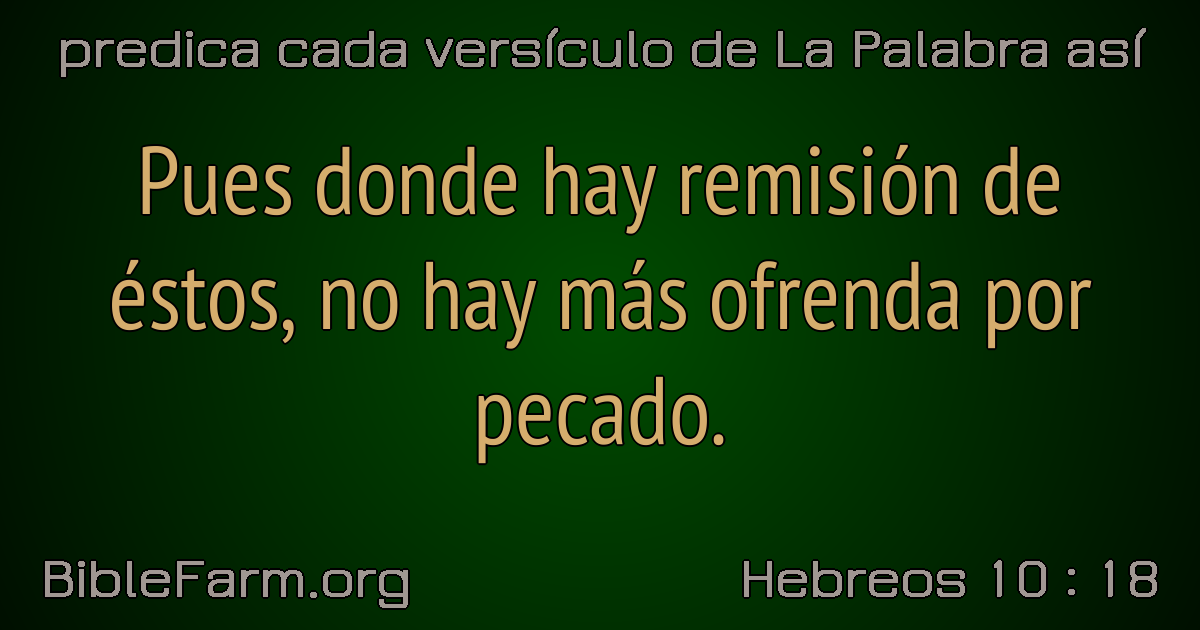 predica cada versículo de La Palabra así
Pues donde hay remisión de
éstos, no hay más ofrenda por
pecado.
BibleFarm.org
Hebreos 10 : 18